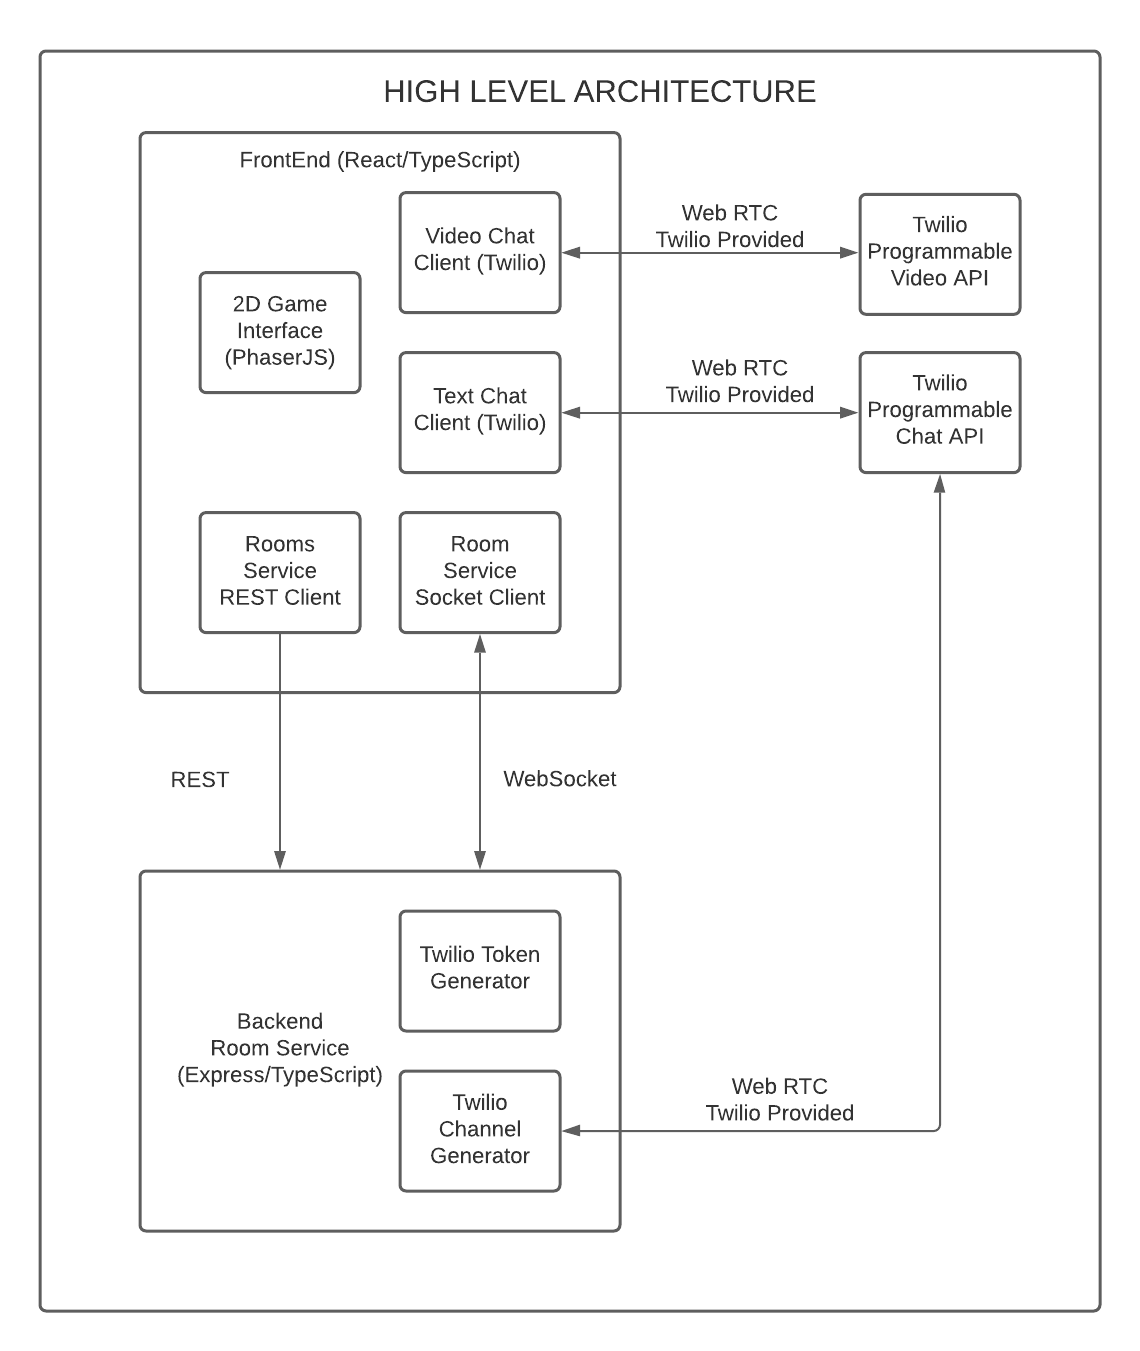 HIGH LEVEL ARCHITECTURE
FrontEnd (React/TypeScript)
Video Chat
Client (Twilio)
Web RTC
Twilio Provided
Twilio
Programmable
Video API
2D Game
Interface
(PhaserJS)
Text Chat
Client (Twilio)
Web RTC
Twilio Provided
Twilio
Programmable
Chat API
Rooms
Service
REST Client
Room
Service
Socket Client
REST
WebSocket
Twilio Token
Generator
Backend
Room Service
(Express/TypeScript)
Twilio
Channel
Generator
Web RTC
Twilio Provided